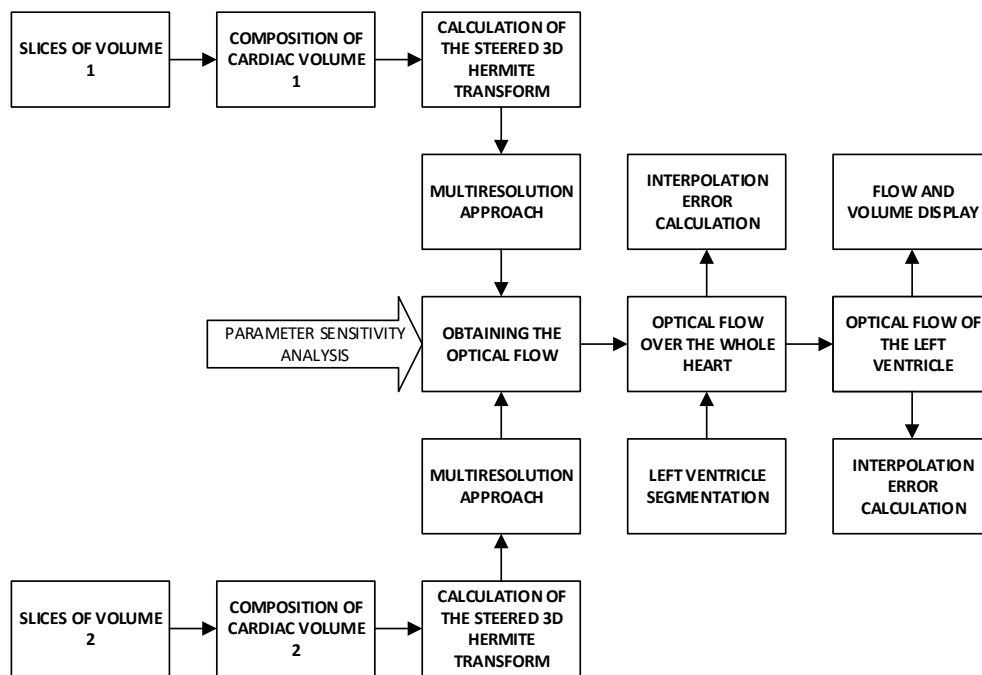 SLICES OF VOLUME
1
COMPOSITION OF
CARDIAC VOLUME
1
CALCULATION OF
THE STEERED 3D
HERMITE
TRANSFORM
MULTIRESOLUTION
APPROACH
INTERPOLATION
ERROR
CALCULATION
FLOW AND
VOLUME DISPLAY
PARAMETER SENSITIVITY
ANALYSIS
OBTAINING THE
OPTICAL FLOW
OPTICAL FLOW
OVER THE WHOLE
HEART
OPTICAL FLOW OF
THE LEFT
VENTRICLE
MULTIRESOLUTION
APPROACH
LEFT VENTRICLE
SEGMENTATION
INTERPOLATION
ERROR
CALCULATION
SLICES OF VOLUME
2
COMPOSITION OF
CARDIAC VOLUME
2
CALCULATION OF
THE STEERED 3D
HERMITE
TRANSFORM